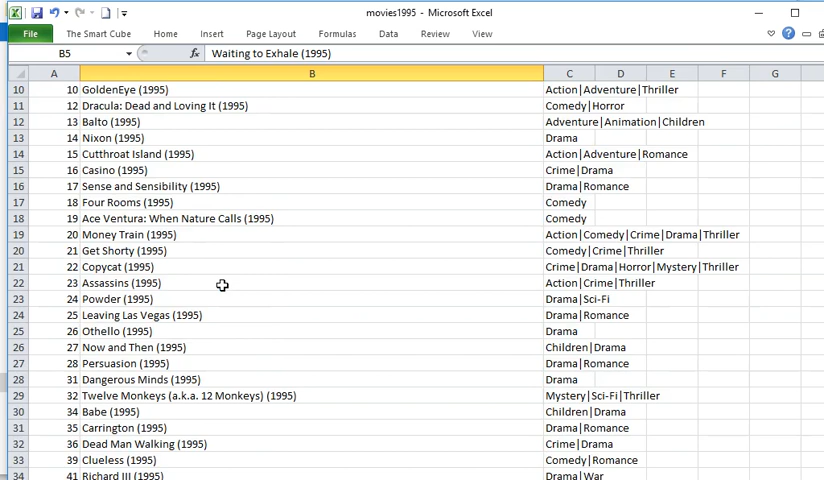 movies1995 - Microsoft Excel
File The Smart Cube Home Insert Page Layout Formulas Data Review View
B5 fx Waiting to Exhale (1995)
A B C D E F G
10 10 GoldenEye (1995) Action|Adventure|Thriller
11 12 Dracula: Dead and Loving It (1995) Comedy|Horror
12 13 Balto (1995) Adventure|Animation|Children
13 14 Nixon (1995) Drama
14 15 Cutthroat Island (1995) Action|Adventure|Romance
15 16 Casino (1995) Crime|Drama
16 17 Sense and Sensibility (1995) Drama|Romance
17 18 Four Rooms (1995) Comedy
18 19 Ace Ventura: When Nature Calls (1995) Comedy
19 20 Money Train (1995) Action|Comedy|Crime|Drama|Thriller
20 21 Get Shorty (1995) Comedy|Crime|Thriller
21 22 Copycat (1995) Crime|Drama|Horror|Mystery|Thriller
22 23 Assassins (1995) Action|Crime|Thriller
23 24 Powder (1995) Drama|Sci-Fi
24 25 Leaving Las Vegas (1995) Drama|Romance
25 26 Othello (1995) Drama
26 27 Now and Then (1995) Children|Drama
27 28 Persuasion (1995) Drama|Romance
28 31 Dangerous Minds (1995) Drama
29 32 Twelve Monkeys (a.k.a. 12 Monkeys) (1995) Mystery|Sci-Fi|Thriller
30 34 Babe (1995) Children|Drama
31 35 Carrington (1995) Drama|Romance
32 36 Dead Man Walking (1995) Crime|Drama
33 39 Clueless (1995) Comedy|Romance
34 41 Richard III (1995) Drama|War